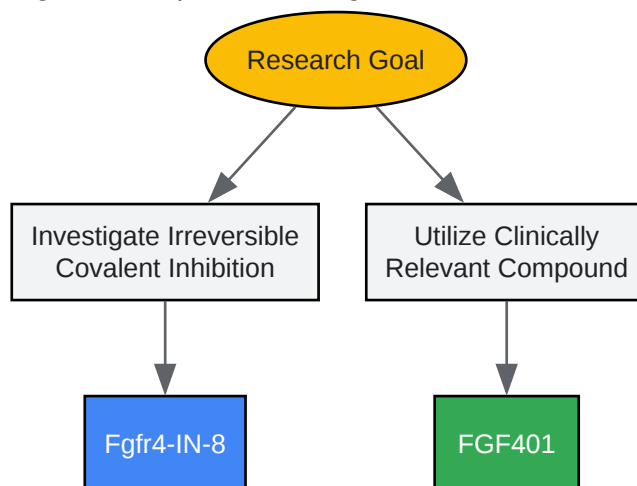 Research Goal
Investigate Irreversible
Covalent Inhibition
Utilize Clinically
Relevant Compound
Fgfr4-IN-8
FGF401